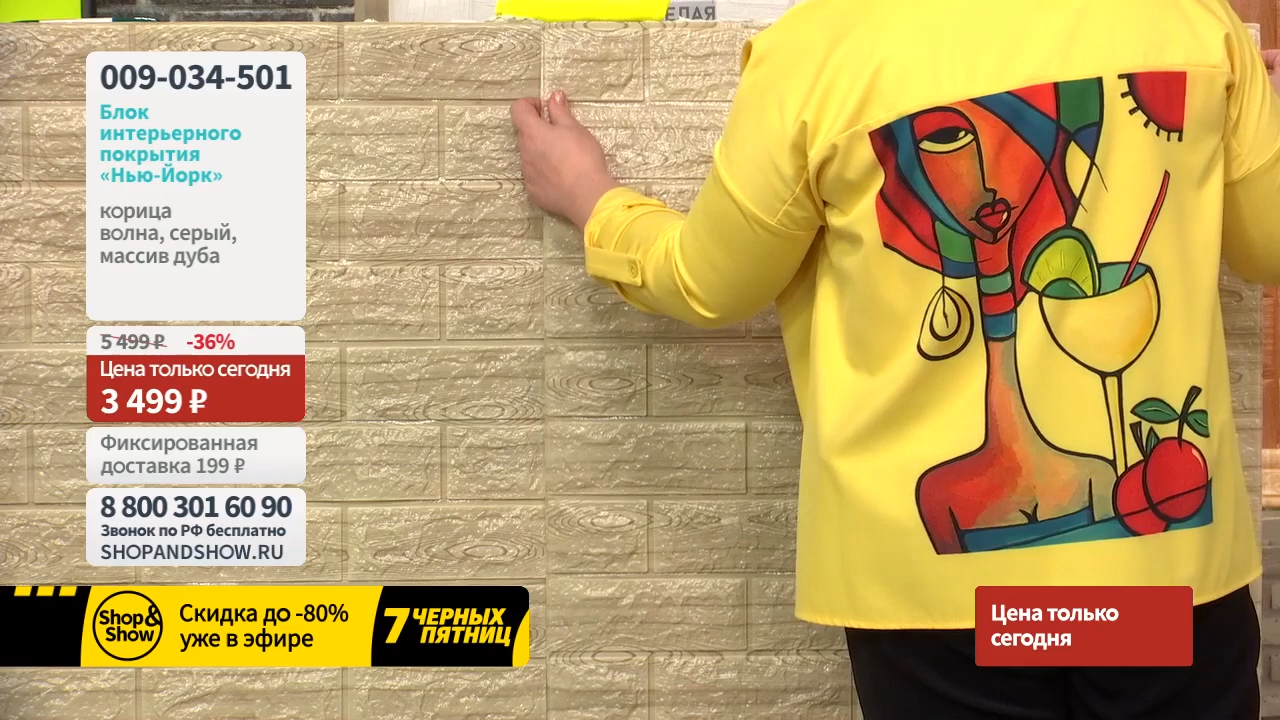 ЕЛАЯ
009-034-501
Блок
интерьерного
покрытия
«Нью-Йорк»
корица
волна, серый,
массив дуба
5 499 ₽ -36%
Цена только сегодня
3 499 ₽
Фиксированная
доставка 199 ₽
8 800 301 60 90
Звонок по РФ бесплатно
SHOPANDSHOW.RU
Shop&
Show
Скидка до -80%
уже в эфире
7 ЧЕРНЫХ
ПЯТНИЦ
Цена только
сегодня